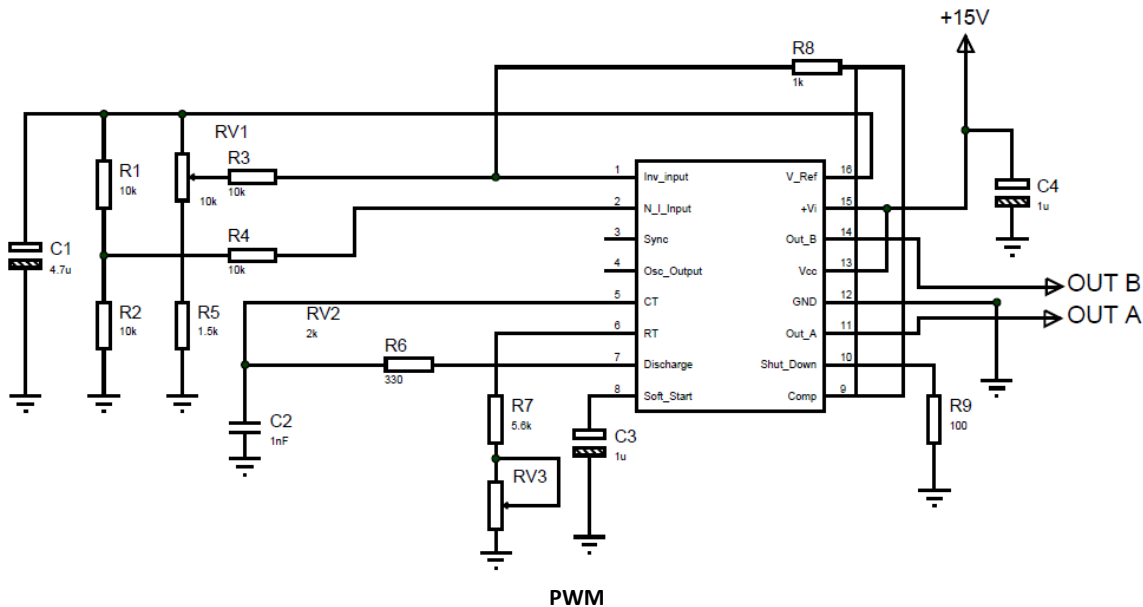 +15V
R8
1k
RV1
R1
10k
R3
10k
10k
1
Inv_input
V_Ref
16
2
N_I_Input
+Vi
15
C4
1u
3
Sync
Out_B
14
C1
4.7u
R4
10k
4
Osc_Output
Vcc
13
OUT B
R2
10k
R5
1.5k
RV2
2k
5
CT
GND
12
OUT A
6
RT
Out_A
11
R6
330
7
Discharge
Shut_Down
10
8
Soft_Start
Comp
9
C2
1nF
R7
5.6k
C3
1u
R9
100
RV3
PWM